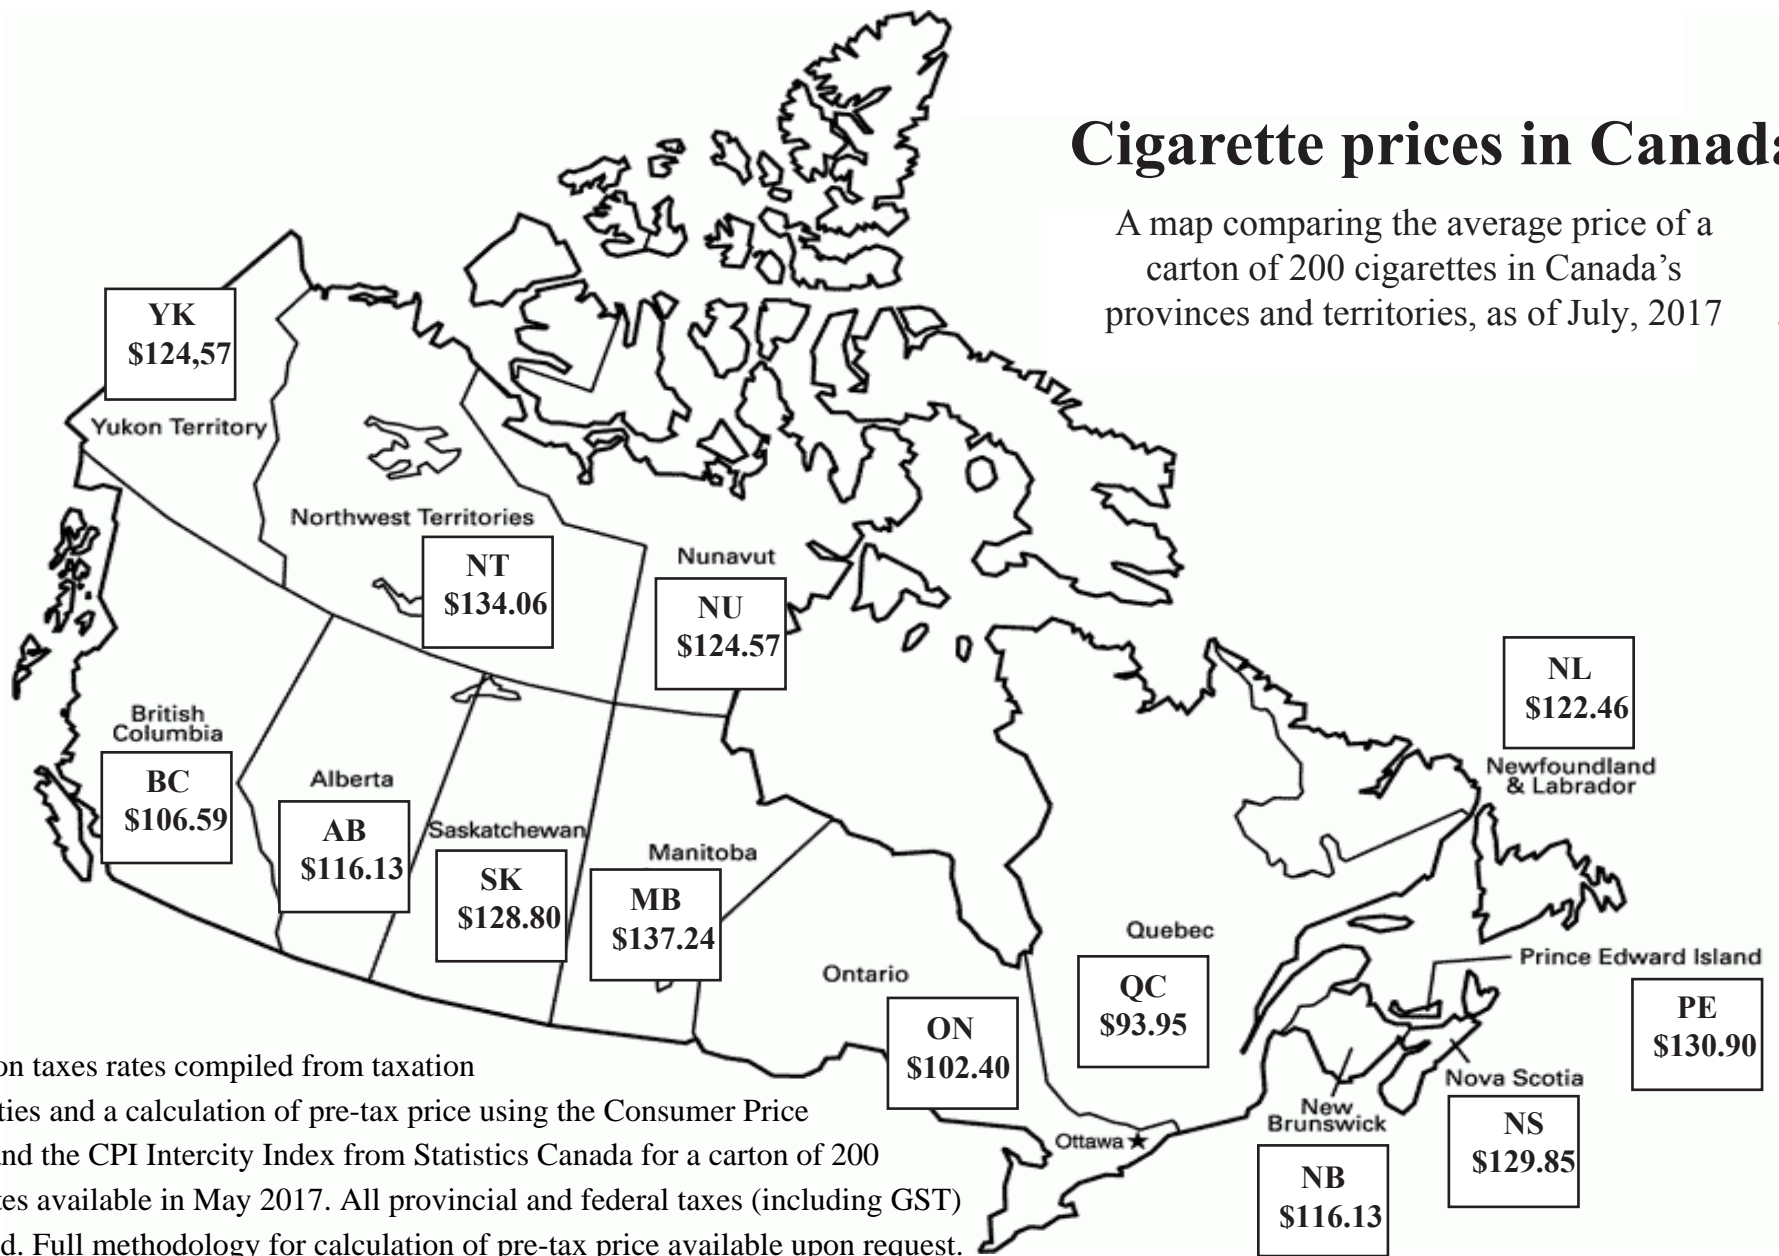 Cigarette prices in Canada
A map comparing the average price of a
carton of 200 cigarettes in Canada’s
provinces and territories, as of July, 2017
YK
$124,57
Yukon Territory
Northwest Territories
NT
$134.06
Nunavut
NU
$124.57
NL
$122.46
Newfoundland
& Labrador
British
Columbia
BC
$106.59
Alberta
AB
$116.13
Saskatchewan
SK
$128.80
Manitoba
MB
$137.24
Ontario
ON
$102.40
Quebec
QC
$93.95
Prince Edward Island
PE
$130.90
Nova Scotia
NS
$129.85
New
Brunswick
NB
$116.13
Ottawa
on taxes rates compiled from taxation
ties and a calculation of pre-tax price using the Consumer Price
nd the CPI Intercity Index from Statistics Canada for a carton of 200
tes available in May 2017. All provincial and federal taxes (including GST)
d. Full methodology for calculation of pre-tax price available upon request.